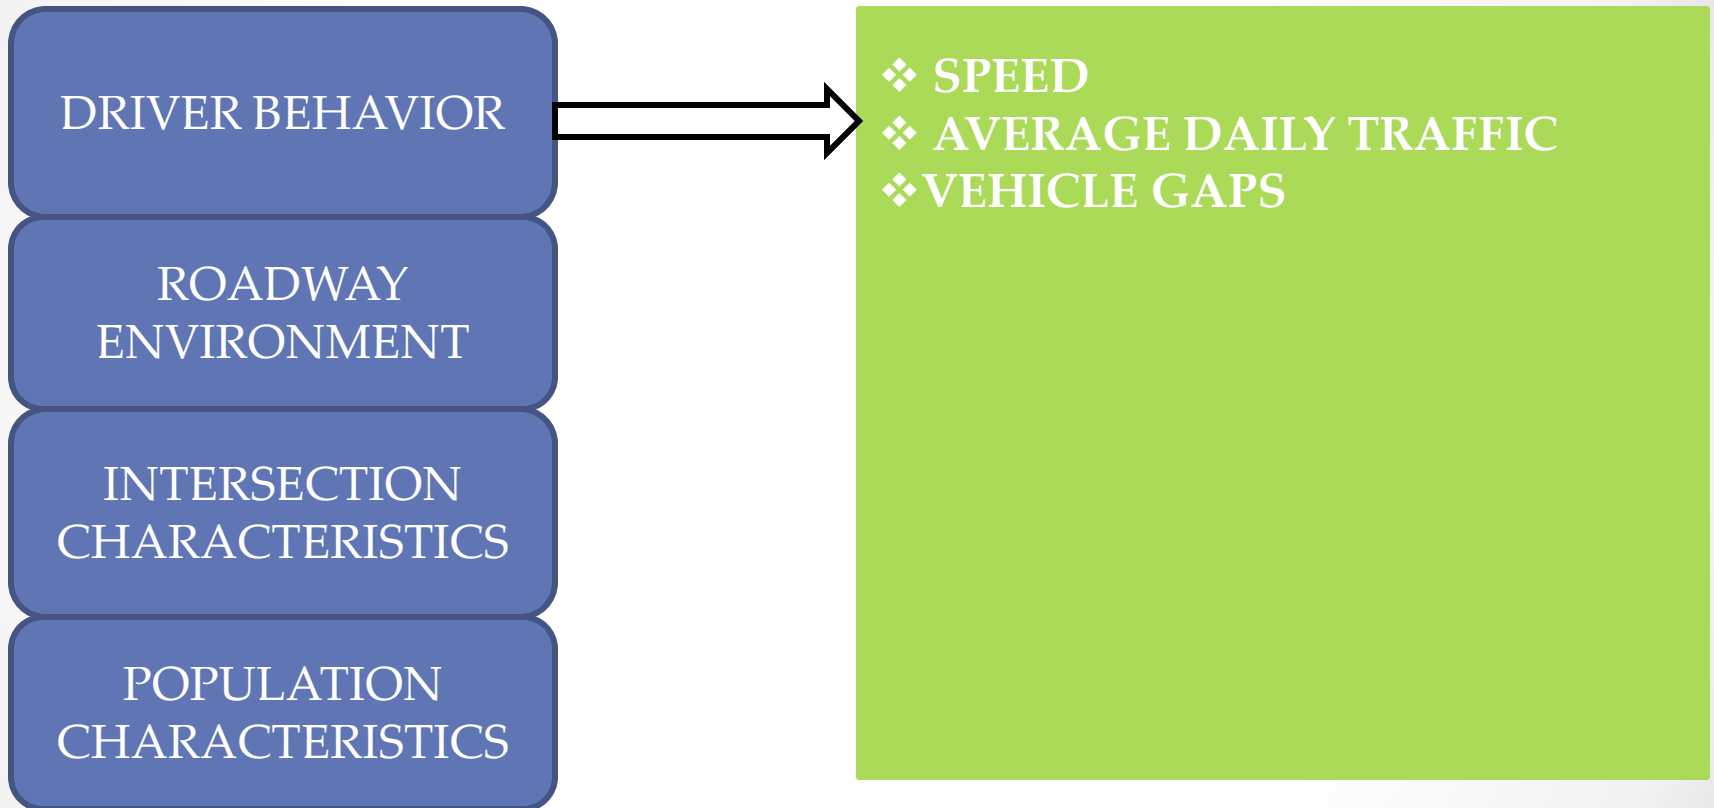 DRIVER BEHAVIOR
ROADWAY
ENVIRONMENT
INTERSECTION
CHARACTERISTICS
POPULATION
CHARACTERISTICS
❖ SPEED
❖ AVERAGE DAILY TRAFFIC
❖VEHICLE GAPS